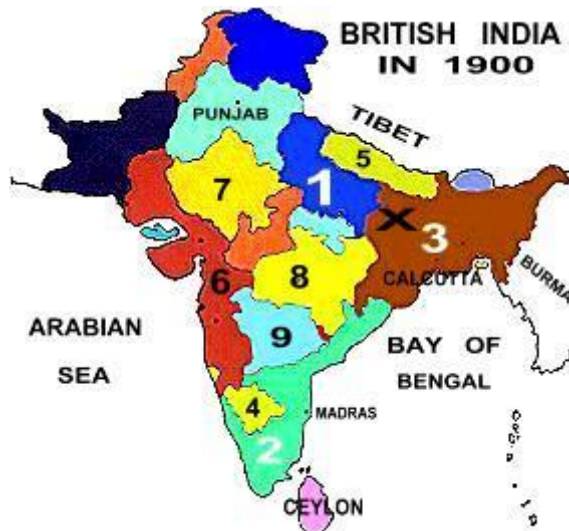 BRITISH INDIA
IN 1900
PUNJAB
TIBET
5
7
1
X
3
6
8
CALCUTTA
BURMA
ARABIAN
SEA
9
BAY OF
BENGAL
4
MADRAS
2
CEYLON